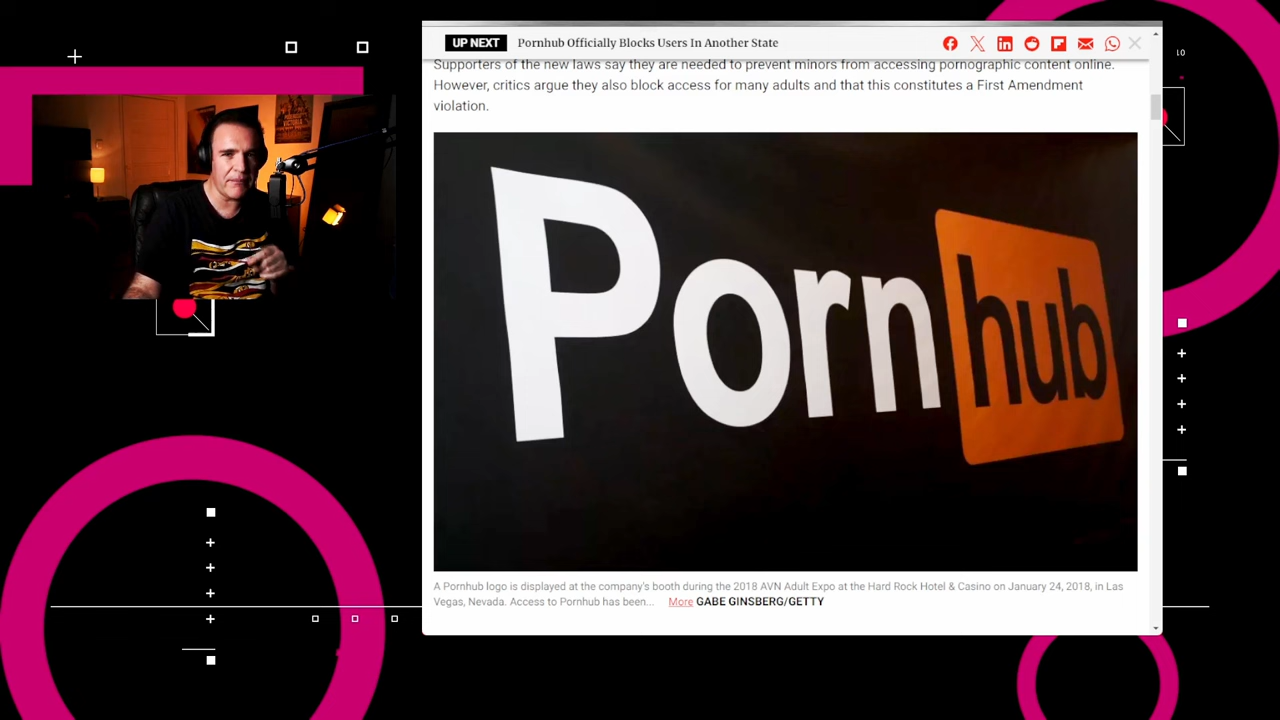 UP NEXT Pornhub Officially Blocks Users In Another State
Supporters of the new laws say they are needed to prevent minors from accessing pornographic content online.
However, critics argue they also block access for many adults and that this constitutes a First Amendment
violation.
Porn hub
A Pornhub logo is displayed at the company's booth during the 2018 AVN Adult Expo at the Hard Rock Hotel & Casino on January 24, 2018, in Las
Vegas, Nevada. Access to Pornhub has been... More GABE GINSBERG/GETTY